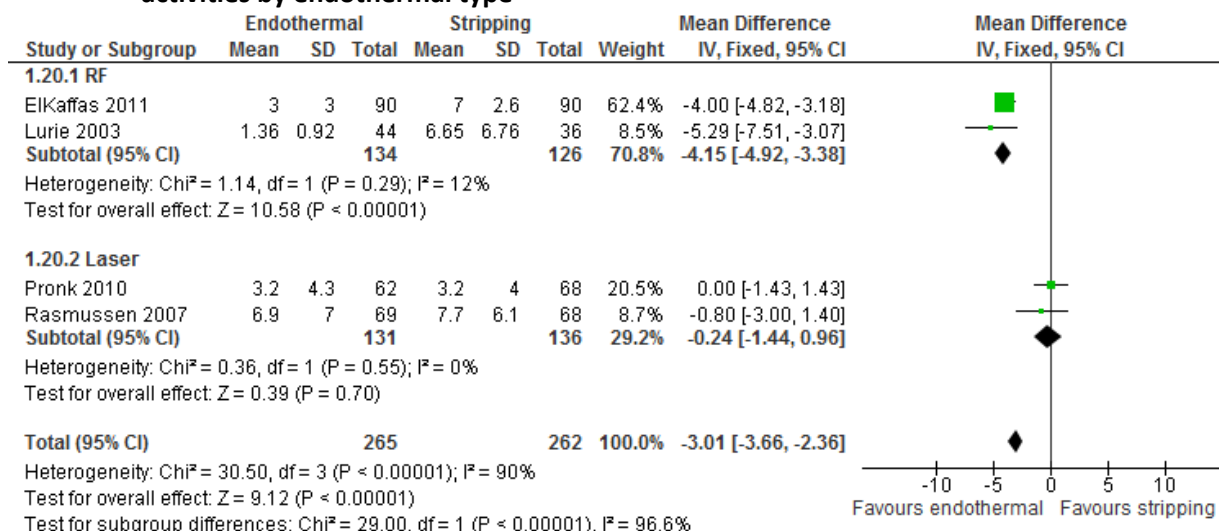 activities by endothermal type
Endothermal Stripping Mean Difference Mean Difference
Study or Subgroup Mean SD Total Mean SD Total Weight IV, Fixed, 95% CI IV, Fixed, 95% CI
1.20.1 RF
ElKaffas 2011 3 3 90 7 2.6 90 62.4% -4.00 [-4.82, -3.18]
Lurie 2003 1.36 0.92 44 6.65 6.76 36 8.5% -5.29 [-7.51, -3.07]
Subtotal (95% CI) 134 126 70.8% -4.15 [-4.92, -3.38]
Heterogeneity: Chi² = 1.14, df = 1 (P = 0.29); I² = 12%
Test for overall effect: Z = 10.58 (P < 0.00001)
1.20.2 Laser
Pronk 2010 3.2 4.3 62 3.2 4 68 20.5% 0.00 [-1.43, 1.43]
Rasmussen 2007 6.9 7 69 7.7 6.1 68 8.7% -0.80 [-3.00, 1.40]
Subtotal (95% CI) 131 136 29.2% -0.24 [-1.44, 0.96]
Heterogeneity: Chi² = 0.36, df = 1 (P = 0.55); I² = 0%
Test for overall effect: Z = 0.39 (P = 0.70)
Total (95% CI) 265 262 100.0% -3.01 [-3.66, -2.36]
Heterogeneity: Chi² = 30.50, df = 3 (P < 0.00001); I² = 90%
Test for overall effect: Z = 9.12 (P < 0.00001)
Test for subgroup differences: Chi² = 29.00, df = 1 (P < 0.00001), I² = 96.6%
-10 -5 0 5 10
Favours endothermal Favours stripping